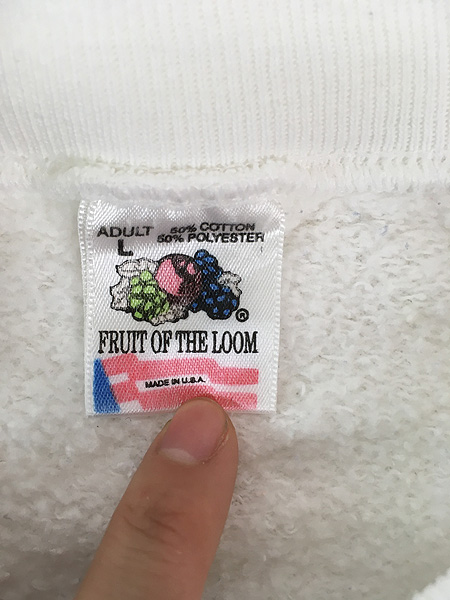 ADULT 50% COTTON
L 50% POLYESTER
®
FRUIT OF THE LOOM
MADE IN U.S.A.